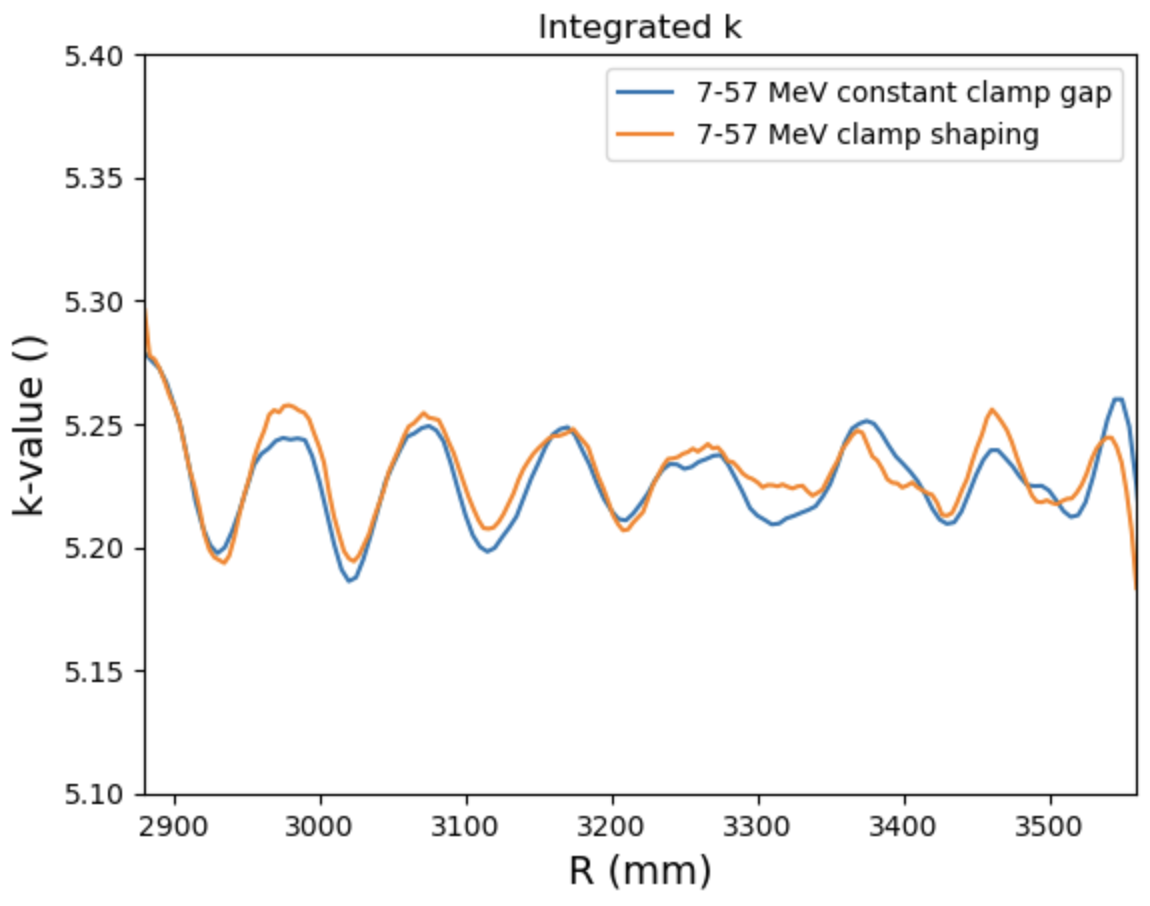 Integrated k
5.40
5.35
5.30
5.25
5.20
5.15
5.10
k-value ()
7-57 MeV constant clamp gap
7-57 MeV clamp shaping
2900 3000 3100 3200 3300 3400 3500
R (mm)